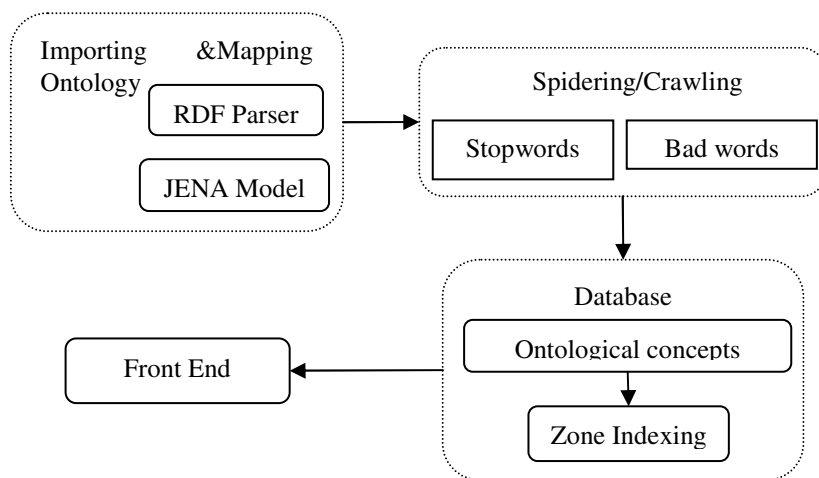 Importing &Mapping
Ontology
RDF Parser
JENA Model
Spidering/Crawling
Stopwords
Bad words
Database
Ontological concepts
Zone Indexing
Front End